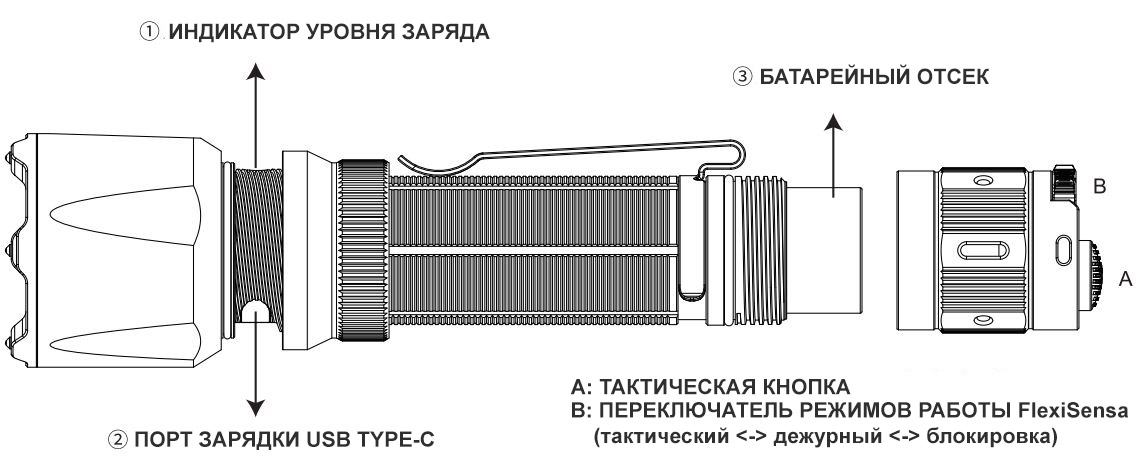 ① ИНДИКАТОР УРОВНЯ ЗАРЯДА
③ БАТАРЕЙНЫЙ ОТСЕК
B
A
A: ТАКТИЧЕСКАЯ КНОПКА
B: ПЕРЕКЛЮЧАТЕЛЬ РЕЖИМОВ РАБОТЫ FlexiSensa
(тактический <-> дежурный <-> блокировка)
② ПОРТ ЗАРЯДКИ USB TYPE-C